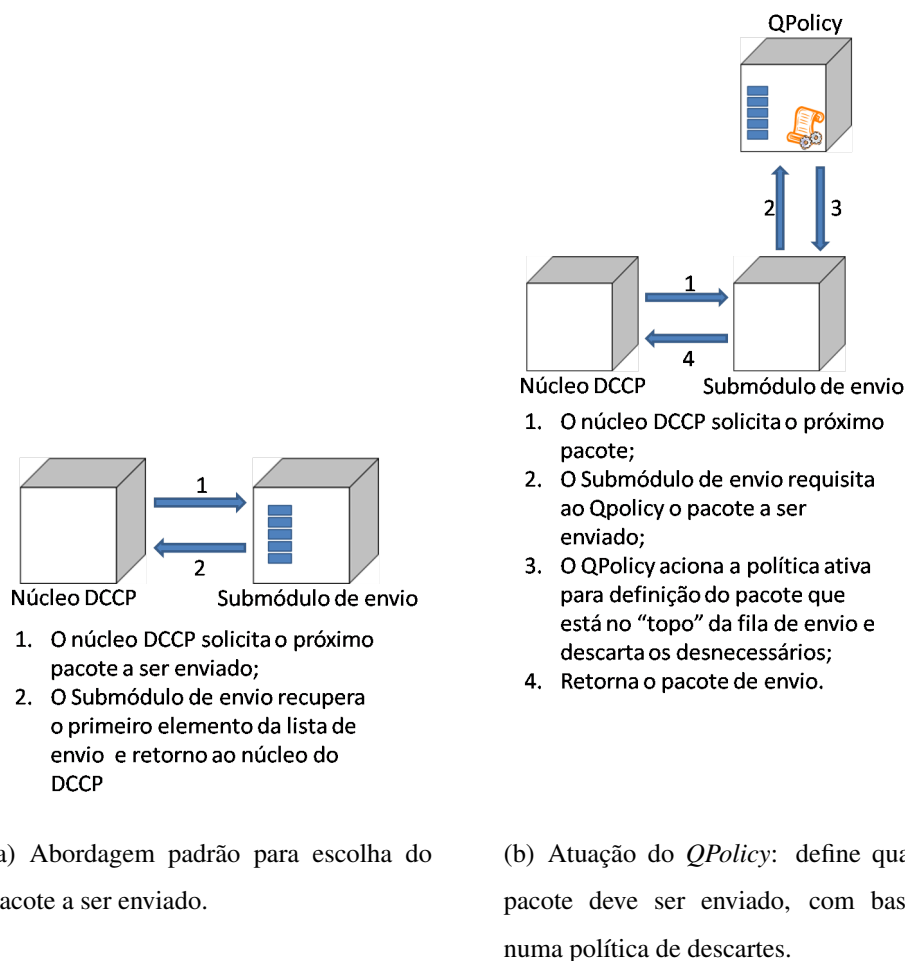 QPolicy
2
3
1
4
Núcleo DCCP
Submódulo de envio
1. O núcleo DCCP solicita o próximo
pacote;
2. O Submódulo de envio requisita
ao Qpolicy o pacote a ser
enviado;
3. O QPolicy aciona a política ativa
para definição do pacote que
está no “topo” da fila de envio e
descarta os desnecessários;
4. Retorna o pacote de envio.
1
2
Núcleo DCCP
Submódulo de envio
1. O núcleo DCCP solicita o próximo
pacote a ser enviado;
2. O Submódulo de envio recupera
o primeiro elemento da lista de
envio e retorno ao núcleo do
DCCP
a) Abordagem padrão para escolha do
acote a ser enviado.
(b) Atuação do QPolicy: define qua
pacote deve ser enviado, com bas
numa política de descartes.